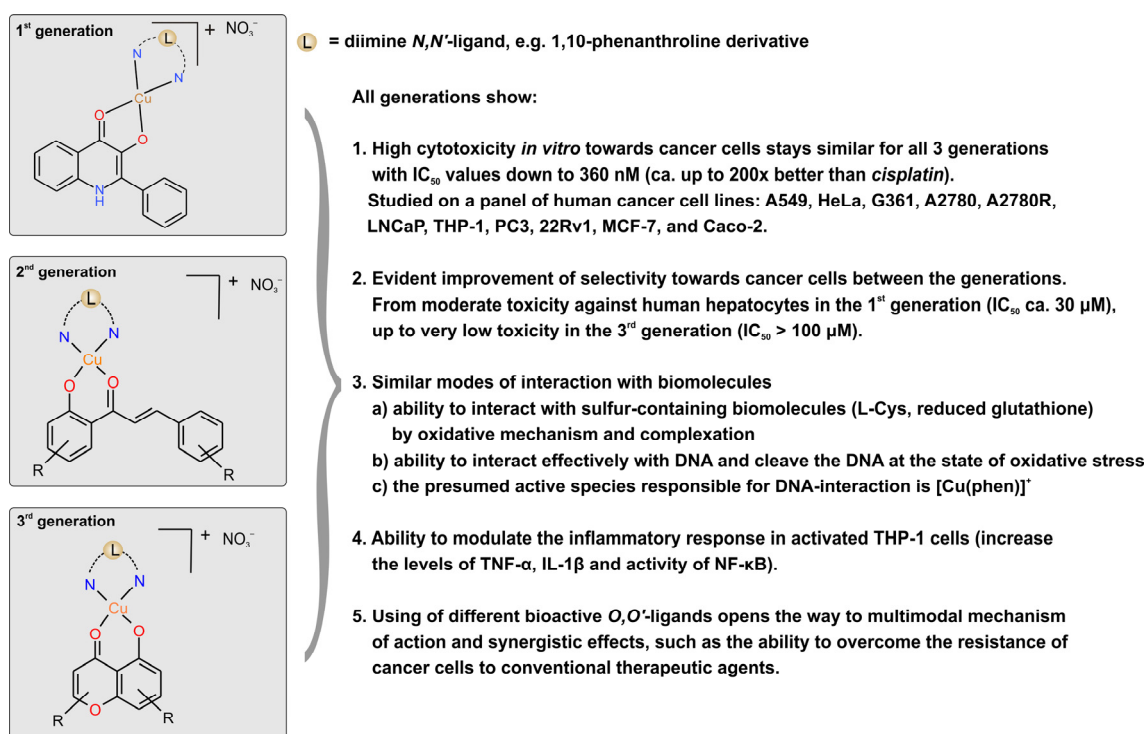 1st generation
L
+ NO3−
N
N
Cu
O
O
N
H
2nd generation
L
+ NO3−
N
N
Cu
O
O
R
R
3rd generation
L
+ NO3−
N
N
Cu
O
O
O
R
R
L = diimine N,N′-ligand, e.g. 1,10-phenanthroline derivative
All generations show:
1. High cytotoxicity in vitro towards cancer cells stays similar for all 3 generations
with IC50 values down to 360 nM (ca. up to 200x better than cisplatin).
Studied on a panel of human cancer cell lines: A549, HeLa, G361, A2780, A2780R,
LNCaP, THP-1, PC3, 22Rv1, MCF-7, and Caco-2.
2. Evident improvement of selectivity towards cancer cells between the generations.
From moderate toxicity against human hepatocytes in the 1st generation (IC50 ca. 30 µM),
up to very low toxicity in the 3rd generation (IC50 > 100 µM).
3. Similar modes of interaction with biomolecules
a) ability to interact with sulfur-containing biomolecules (L-Cys, reduced glutathione)
by oxidative mechanism and complexation
b) ability to interact effectively with DNA and cleave the DNA at the state of oxidative stress
c) the presumed active species responsible for DNA-interaction is [Cu(phen)]+
4. Ability to modulate the inflammatory response in activated THP-1 cells (increase
the levels of TNF-α, IL-1β and activity of NF-κB).
5. Using of different bioactive O,O′-ligands opens the way to multimodal mechanism
of action and synergistic effects, such as the ability to overcome the resistance of
cancer cells to conventional therapeutic agents.